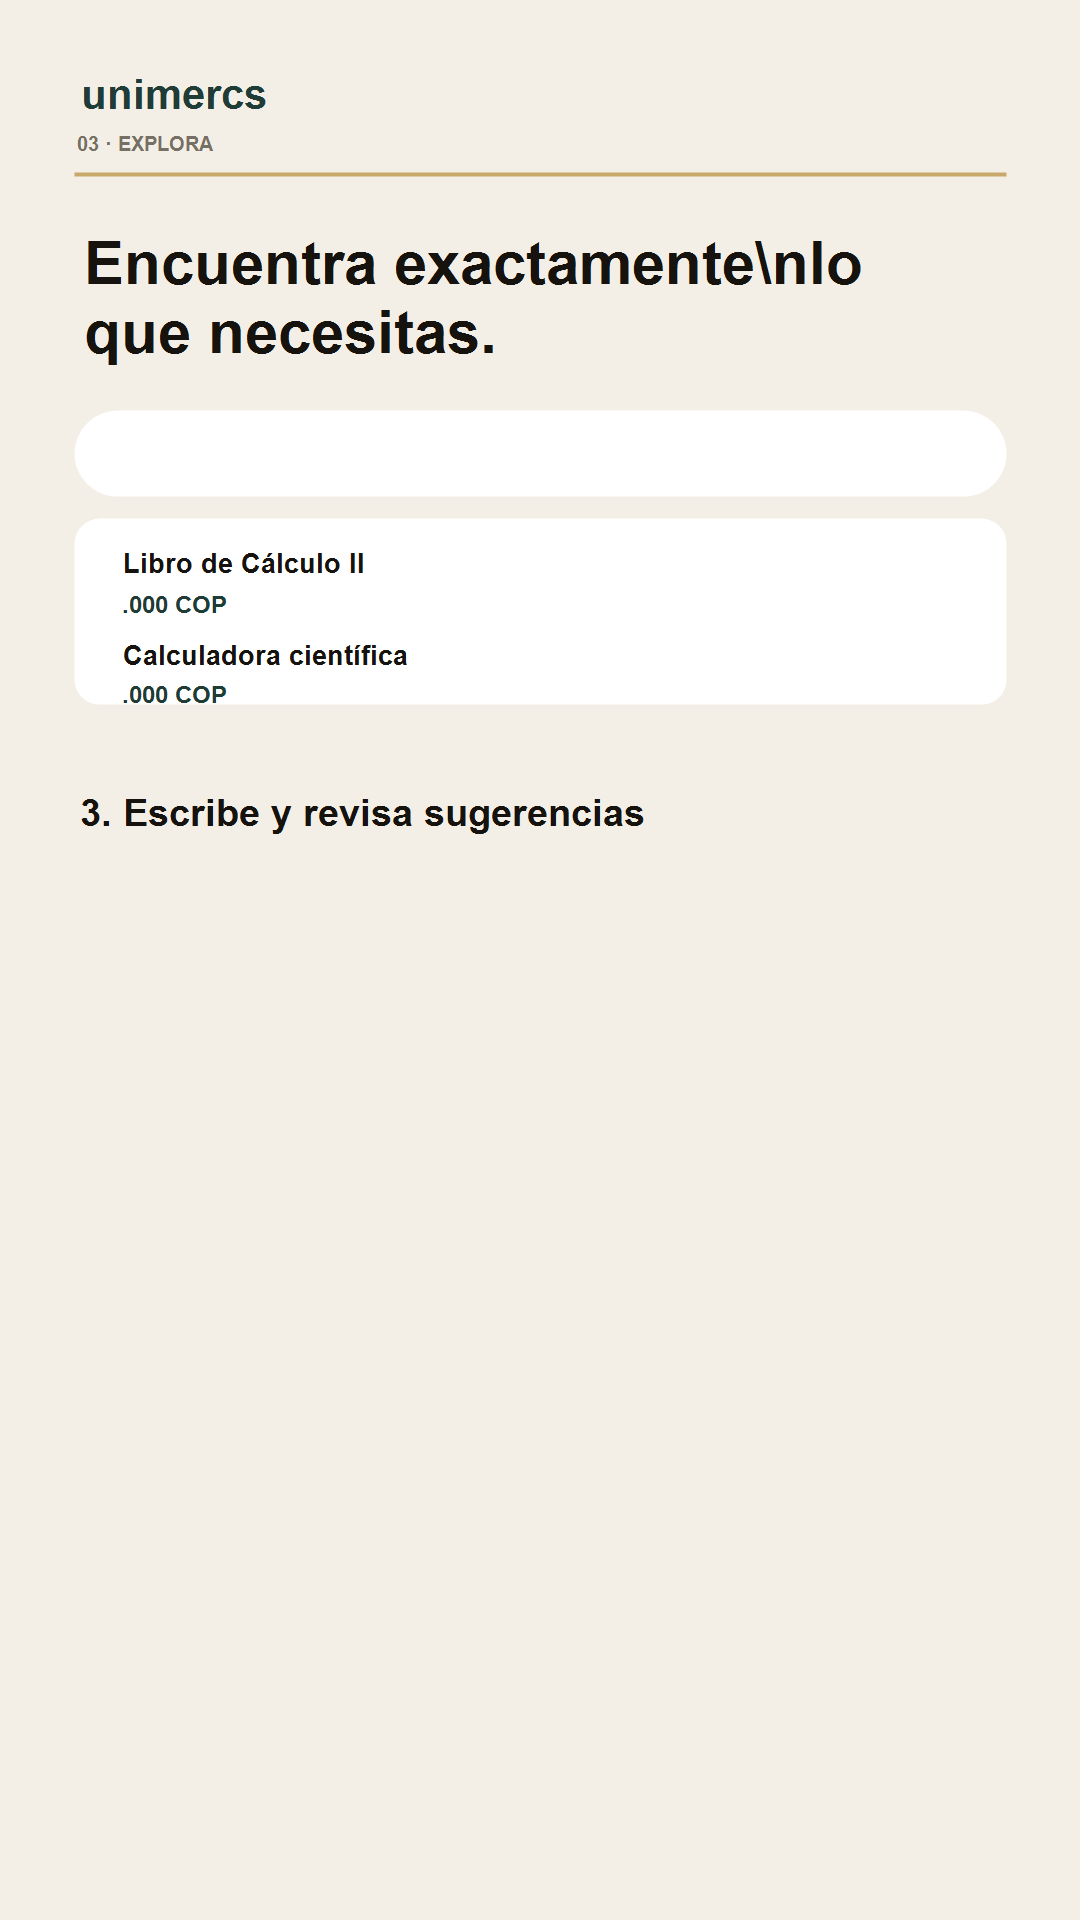 unimercs
03 · EXPLORA
Encuentra exactamente\nlo
que necesitas.
Libro de Cálculo II
.000 COP
Calculadora científica
.000 COP
3. Escribe y revisa sugerencias